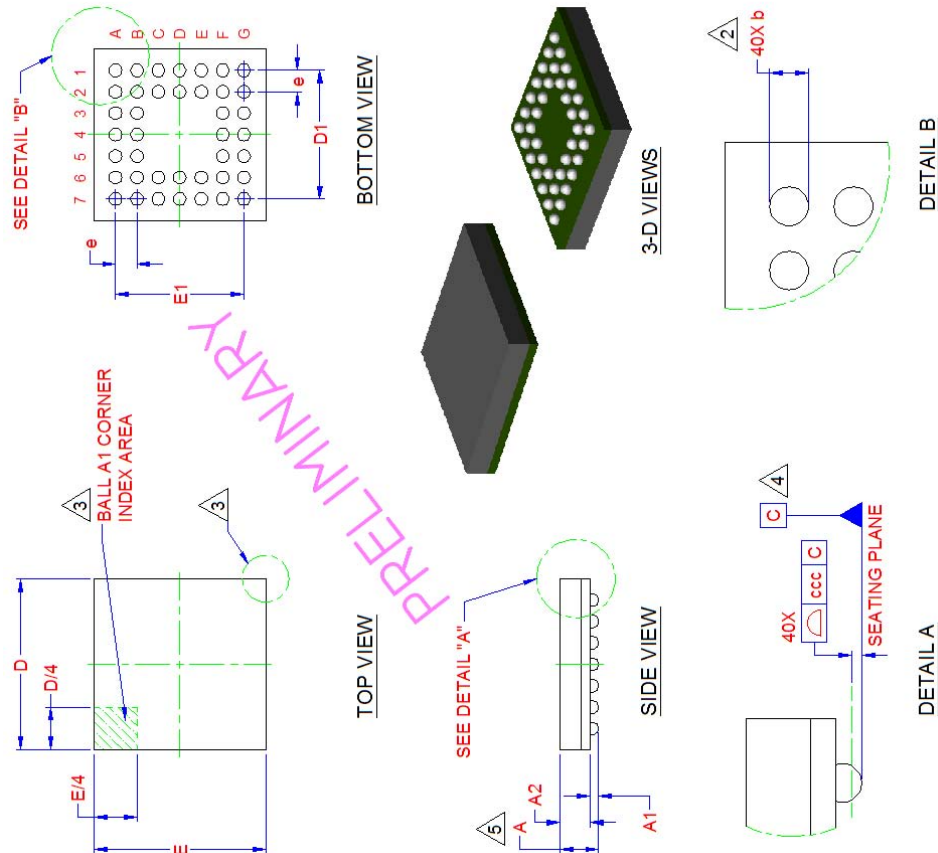 D
D/4
E/4
E
3
BALL A1 CORNER
INDEX AREA
3
TOP VIEW
SEE DETAIL "B"
7 6 5 4 3 2 1
A
B
C
D
E
F
G
e
E1
e
D1
BOTTOM VIEW
PRELIMINARY
SEE DETAIL "A"
5
A
A2
A1
SIDE VIEW
3-D VIEWS
40X
ccc C
C
4
SEATING PLANE
DETAIL A
2
40X b
DETAIL B